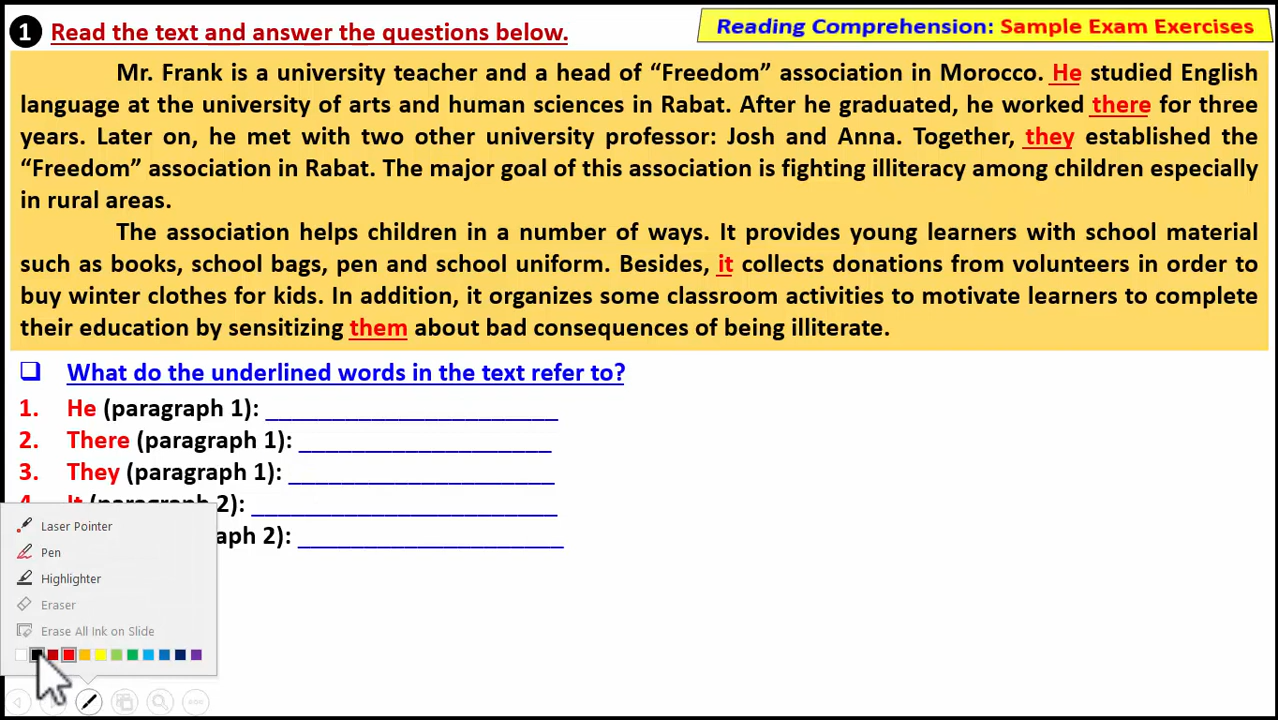 1 Read the text and answer the questions below.
Reading Comprehension: Sample Exam Exercises
Mr. Frank is a university teacher and a head of “Freedom” association in Morocco. He studied English
language at the university of arts and human sciences in Rabat. After he graduated, he worked there for three
years. Later on, he met with two other university professor: Josh and Anna. Together, they established the
“Freedom” association in Rabat. The major goal of this association is fighting illiteracy among children especially
in rural areas.
The association helps children in a number of ways. It provides young learners with school material
such as books, school bags, pen and school uniform. Besides, it collects donations from volunteers in order to
buy winter clothes for kids. In addition, it organizes some classroom activities to motivate learners to complete
their education by sensitizing them about bad consequences of being illiterate.
What do the underlined words in the text refer to?
1. He (paragraph 1): ______________________
2. There (paragraph 1): ___________________
3. They (paragraph 1): ____________________
4. It (paragraph 2): _______________________
aph 2): ____________________
Laser Pointer
Pen
Highlighter
Eraser
Erase All Ink on Slide